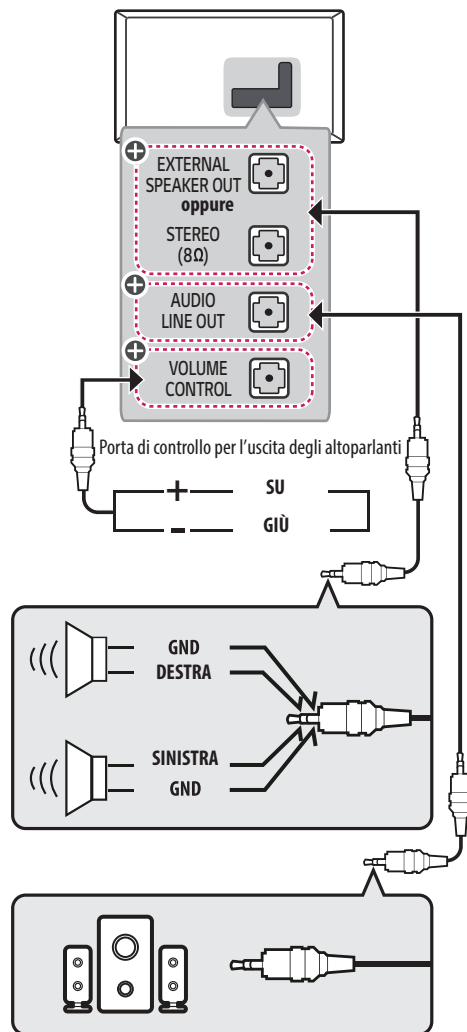 EXTERNAL
SPEAKER OUT
oppure
STEREO
(8Ω)
AUDIO
LINE OUT
VOLUME
CONTROL
Porta di controllo per l'uscita degli altoparlanti
+ SU
- GIÙ
GND
DESTRA
SINISTRA
GND